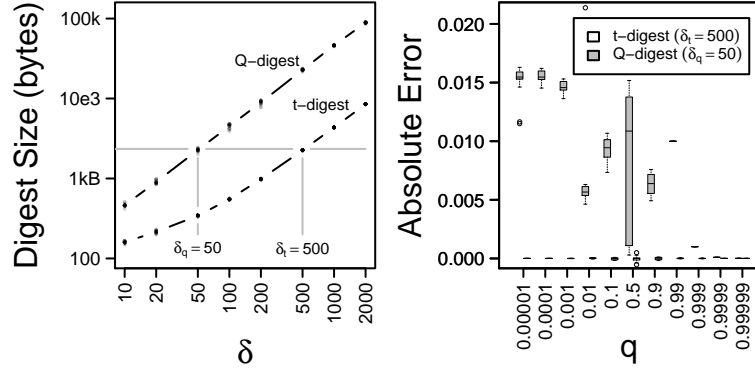 Digest Size (bytes)
100k
10e3
1kB
100
Q−digest
t−digest
δq = 50
δt = 500
10
20
50
100
200
500
1000
2000
δ
Absolute Error
0.020
0.015
0.010
0.005
0.000
t−digest (δt = 500)
Q−digest (δq = 50)
0.00001
0.0001
0.001
0.01
0.1
0.5
0.9
0.99
0.999
0.9999
0.99999
q